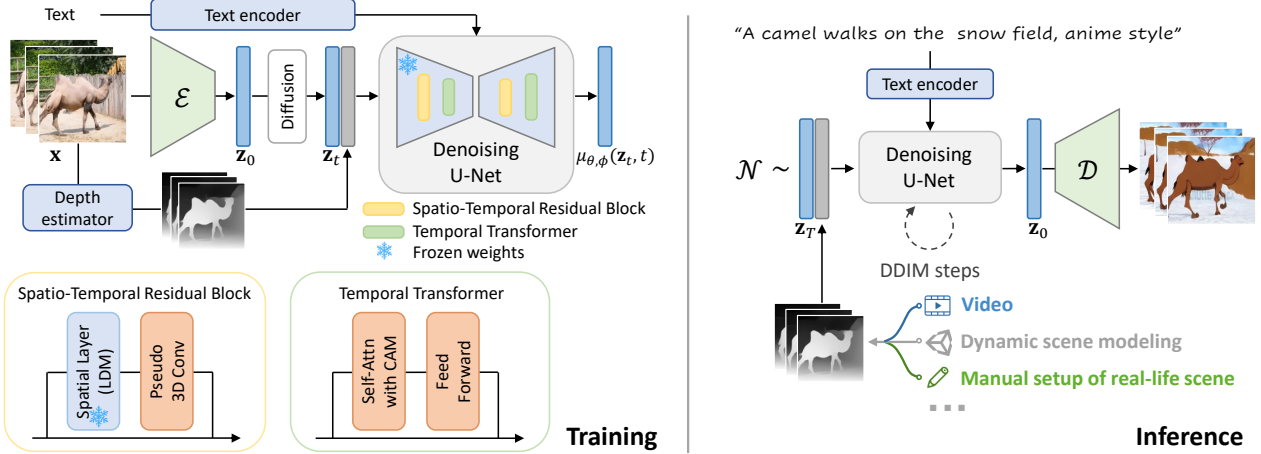 Text
Text encoder
ℰ
Diffusion
x
z₀
zₜ
Denoising
U-Net
μ_{θ,ϕ}(zₜ, t)
Depth
estimator
Spatio-Temporal Residual Block
Temporal Transformer
Frozen weights
Spatio-Temporal Residual Block
Spatial Layer
(LDM)
Pseudo
3D Conv
Temporal Transformer
Self-Attn
with CAM
Feed
Forward
Training
“A camel walks on the snow field, anime style”
Text encoder
𝒩 ~
z_T
Denoising
U-Net
DDIM steps
z₀
𝒟
Video
Dynamic scene modeling
Manual setup of real-life scene
Inference